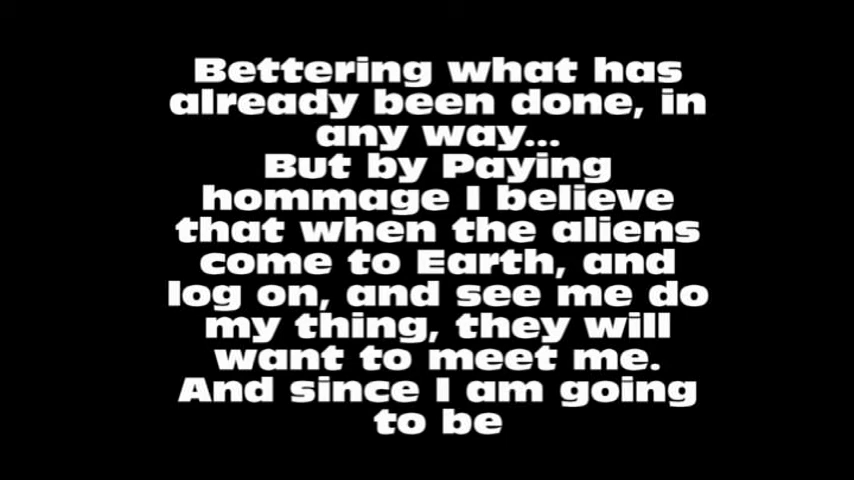 Bettering what has
already been done, in
any way...
But by Paying
hommage I believe
that when the aliens
come to Earth, and
log on, and see me do
my thing, they will
want to meet me.
And since I am going
to be